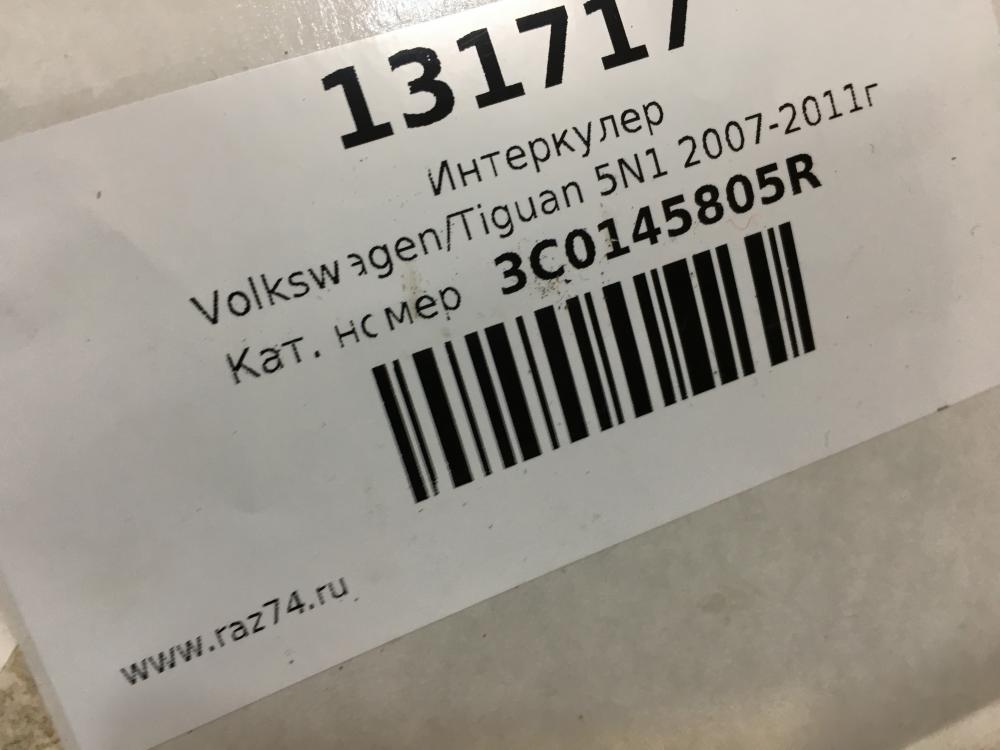 131717
Интеркулер
Volkswagen/Tiguan 5N1 2007-2011г
Кат. номер 3C0145805R
www.raz74.ru